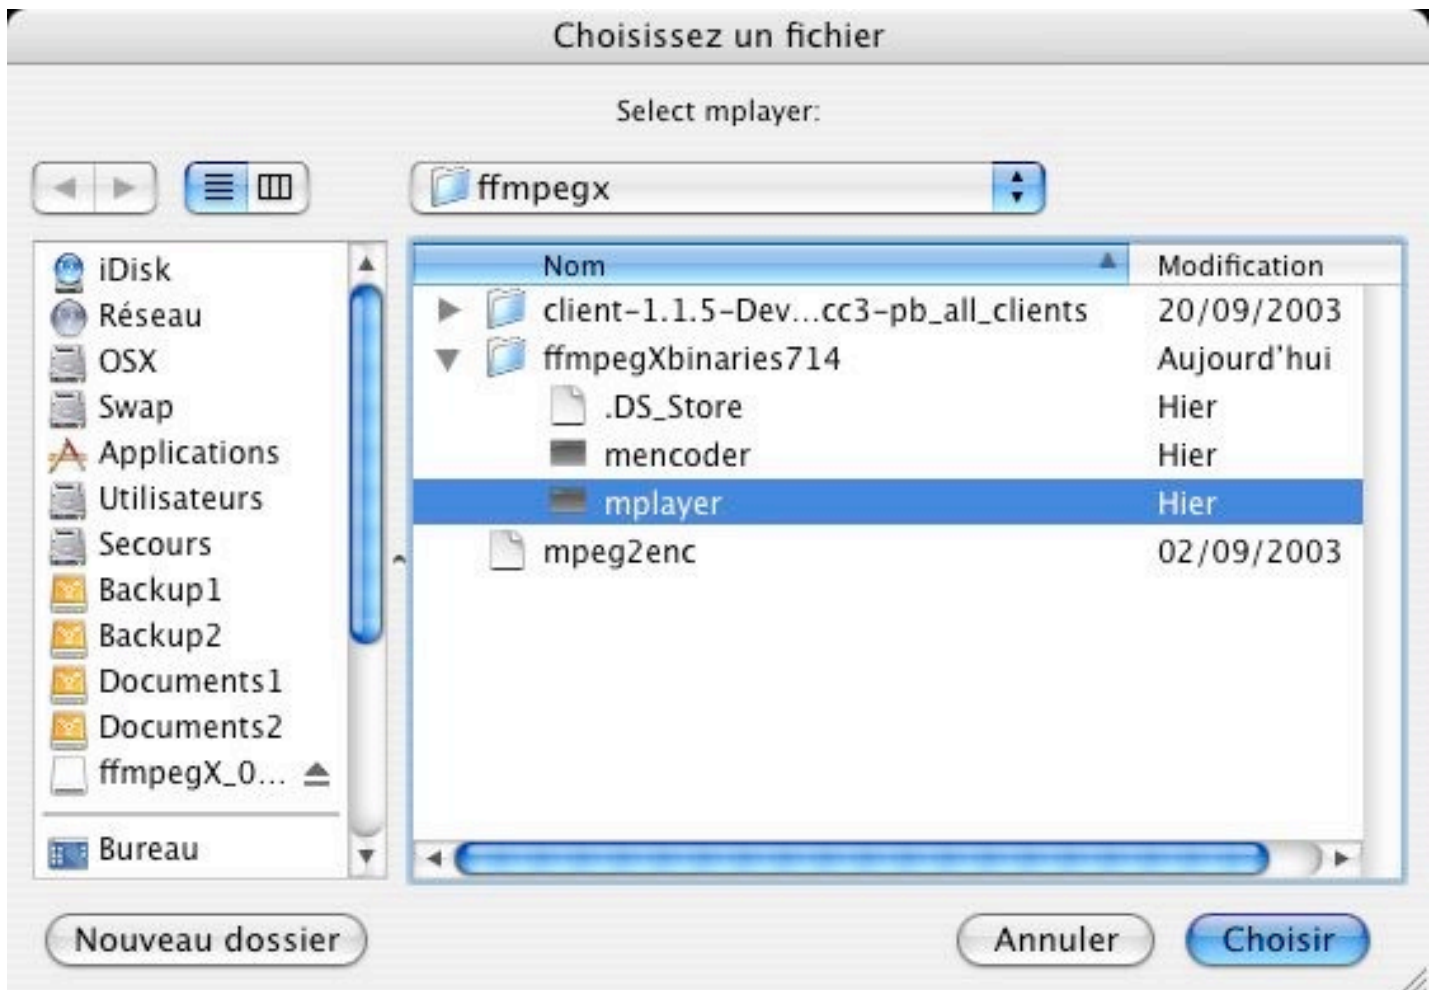 Choisissez un fichier
Select mplayer:
ffmpegx
iDisk
Réseau
OSX
Swap
Applications
Utilisateurs
Secours
Backup1
Backup2
Documents1
Documents2
ffmpegX_0...
Bureau
Nom Modification
client-1.1.5-Dev...cc3-pb_all_clients 20/09/2003
ffmpegXbinaries714 Aujourd'hui
.DS_Store Hier
mencoder Hier
mplayer Hier
mpeg2enc 02/09/2003
Nouveau dossier Annuler Choisir